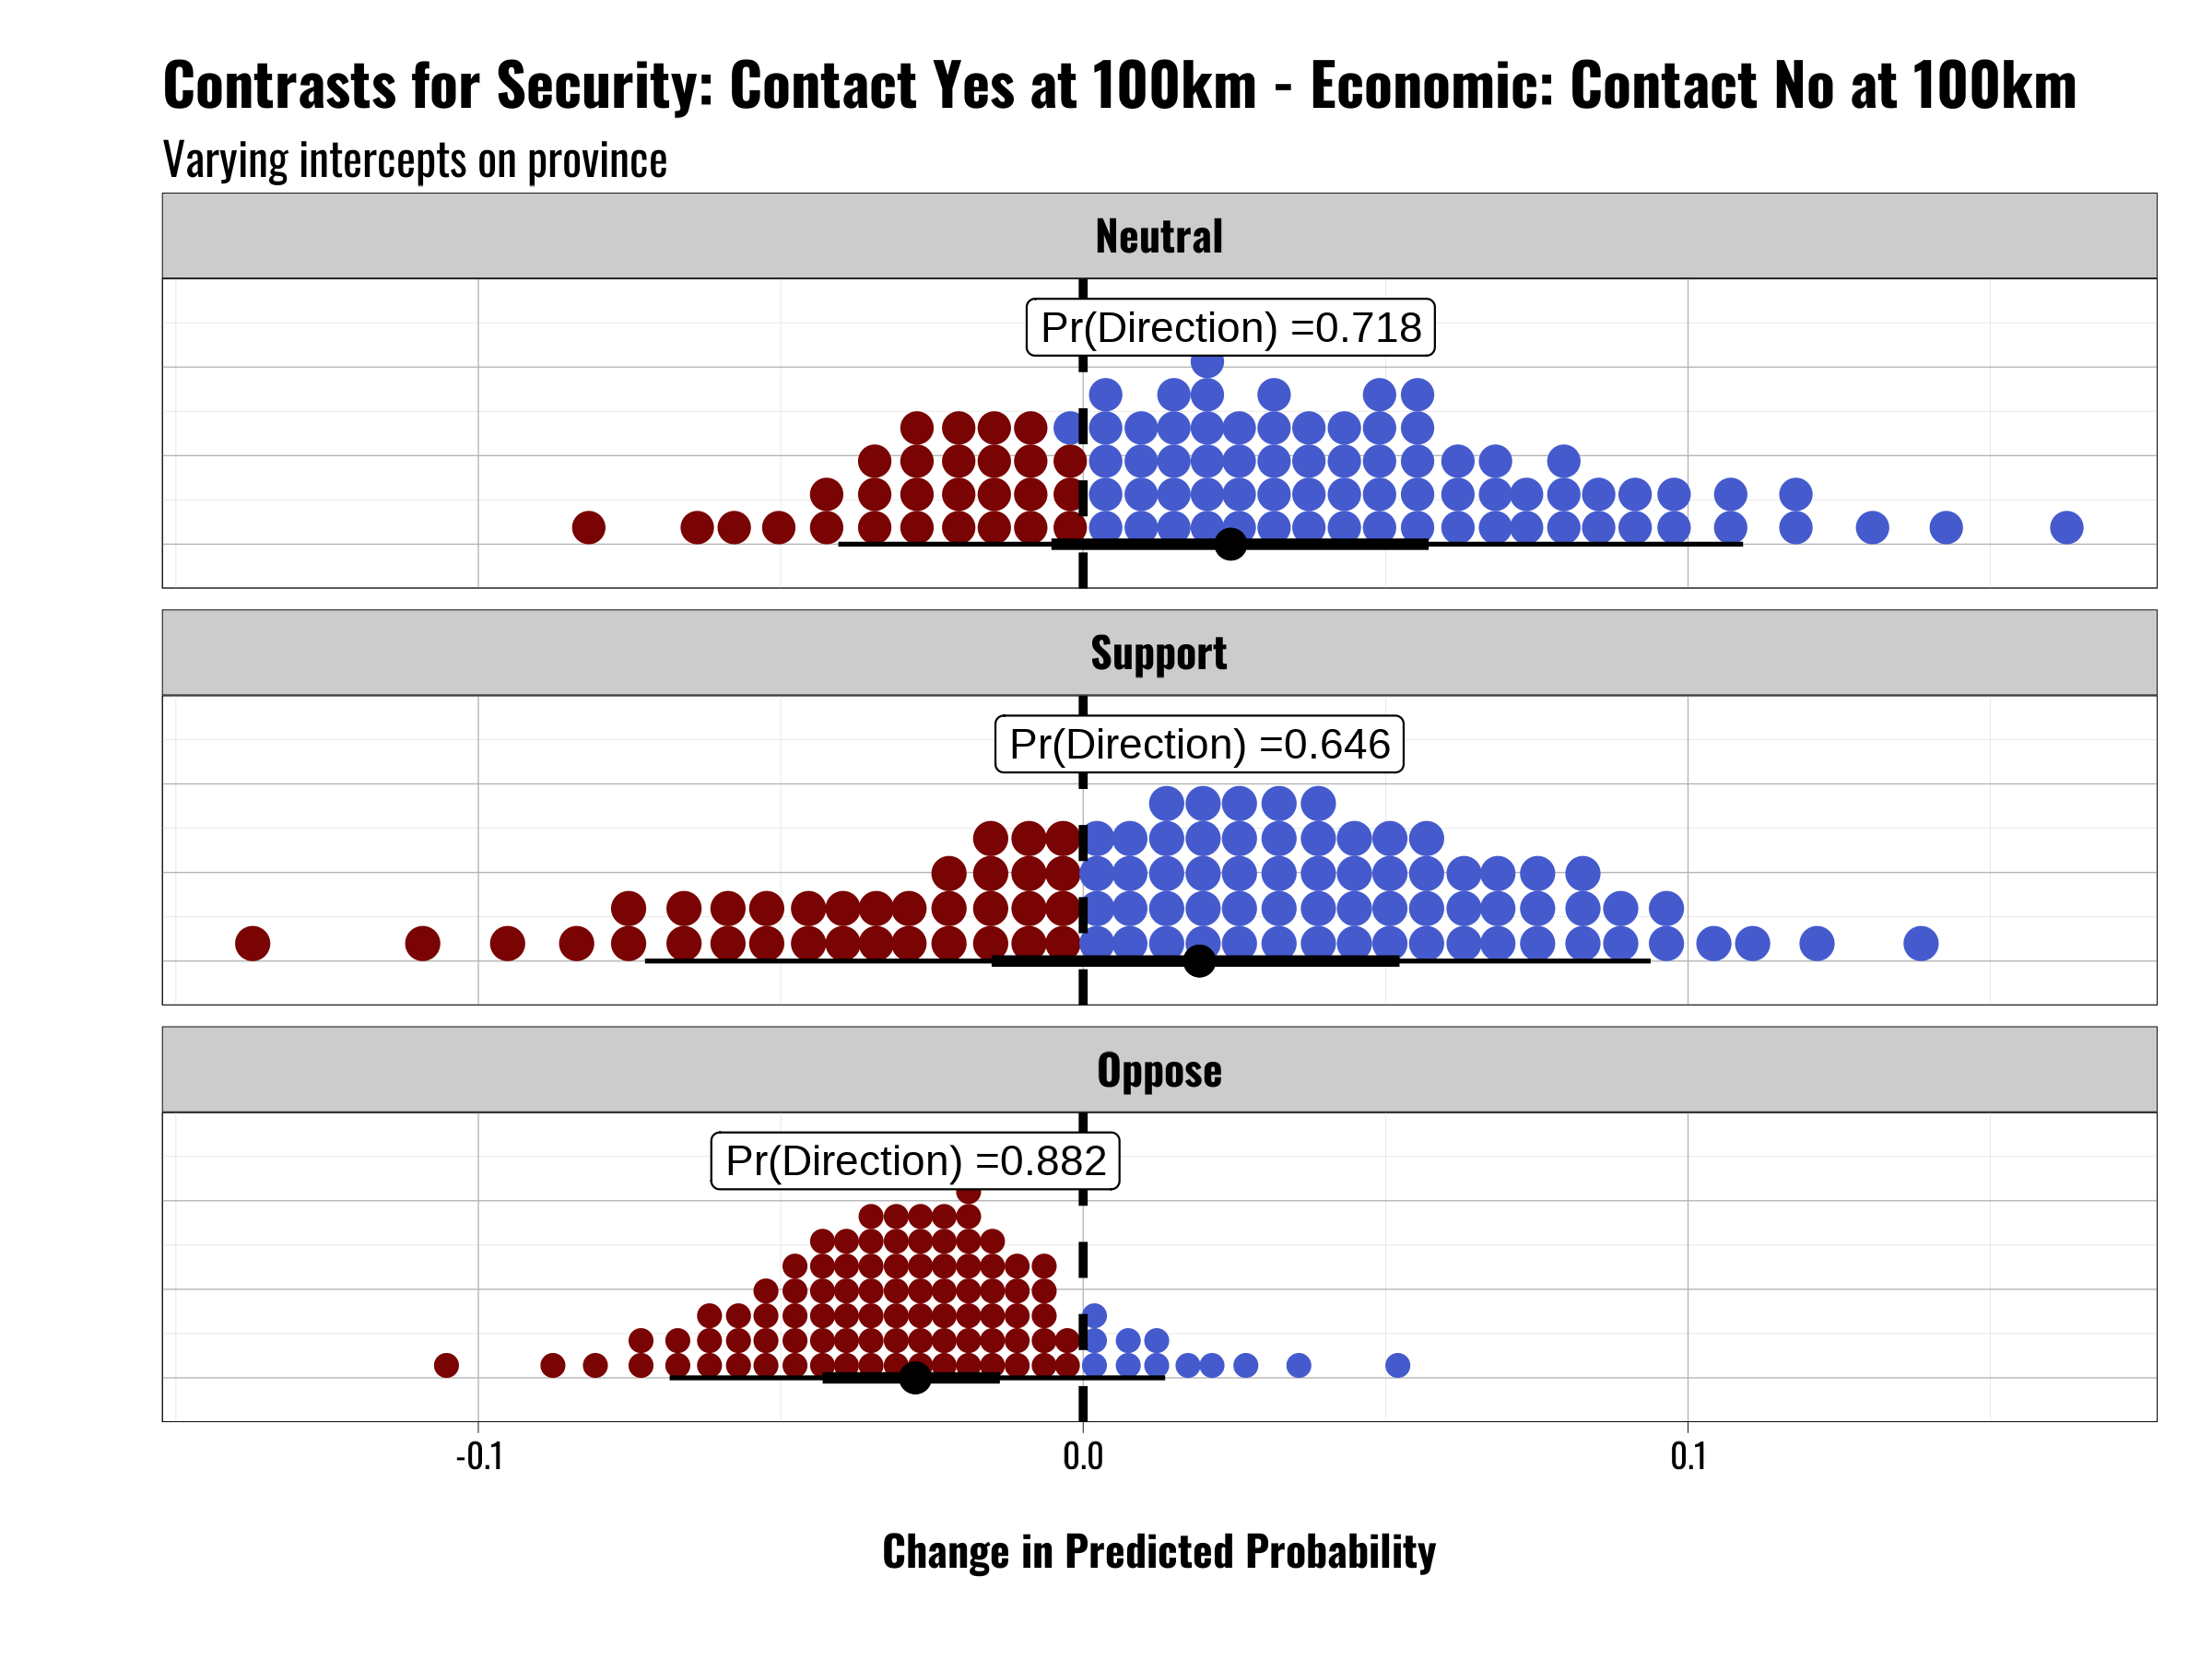 Contrasts for Security: Contact Yes at 100km - Economic: Contact No at 100km
Varying intercepts on province
Neutral
Pr(Direction) =0.718
Support
Pr(Direction) =0.646
Oppose
Pr(Direction) =0.882
-0.1 0.0 0.1
Change in Predicted Probability